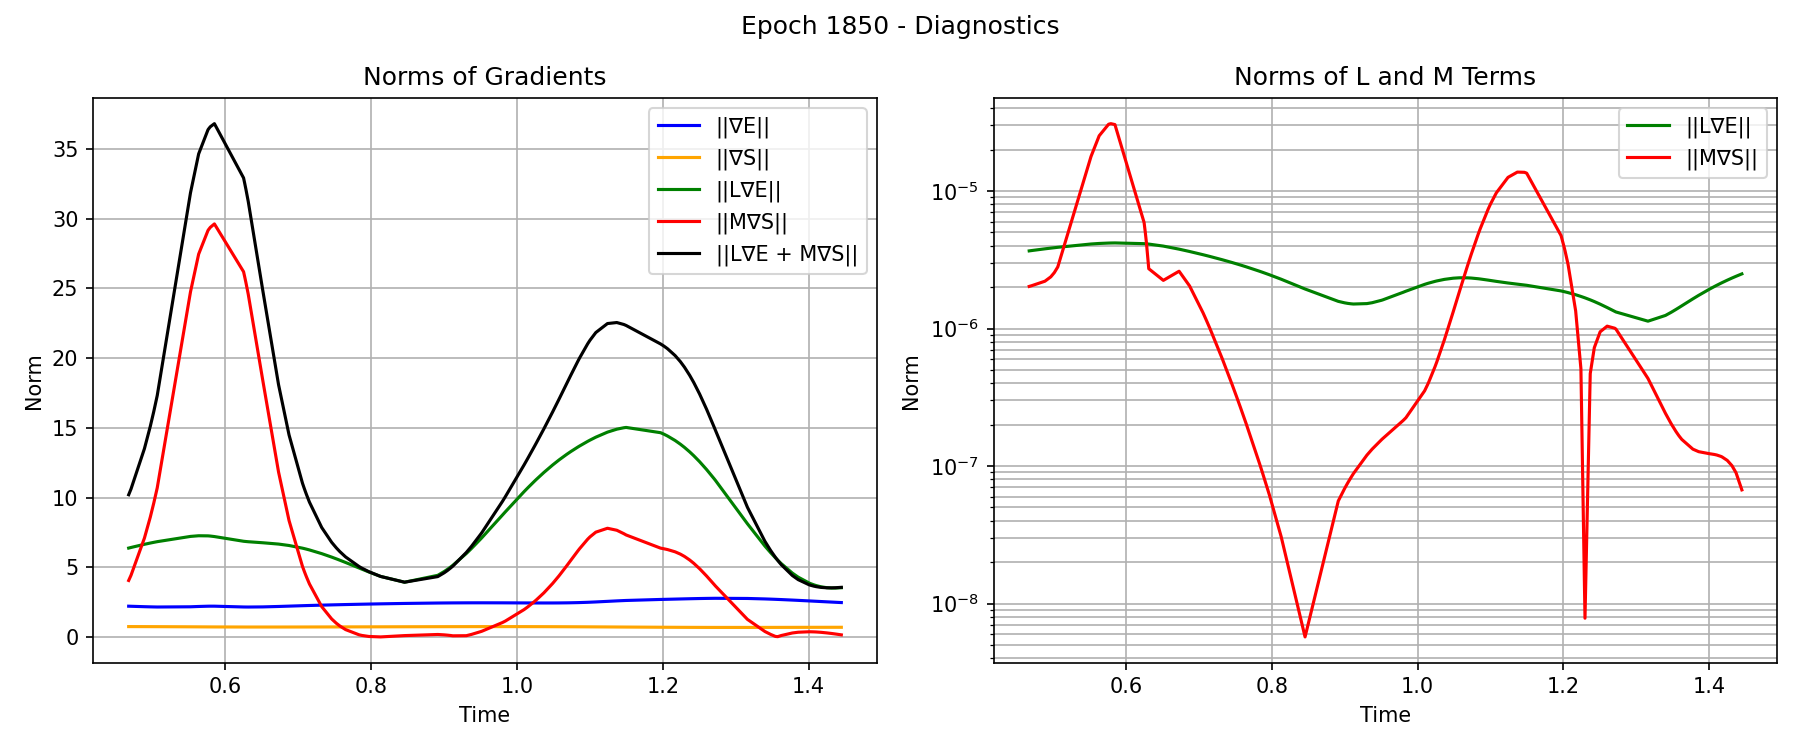 Epoch 1850 - Diagnostics
Norms of Gradients
Norm
35
30
25
20
15
10
5
0
0.6 0.8 1.0 1.2 1.4
Time
||∇E||
||∇S||
||L∇E||
||M∇S||
||L∇E + M∇S||
Norms of L and M Terms
Norm
10⁻⁵
10⁻⁶
10⁻⁷
10⁻⁸
0.6 0.8 1.0 1.2 1.4
Time
||L∇E||
||M∇S||